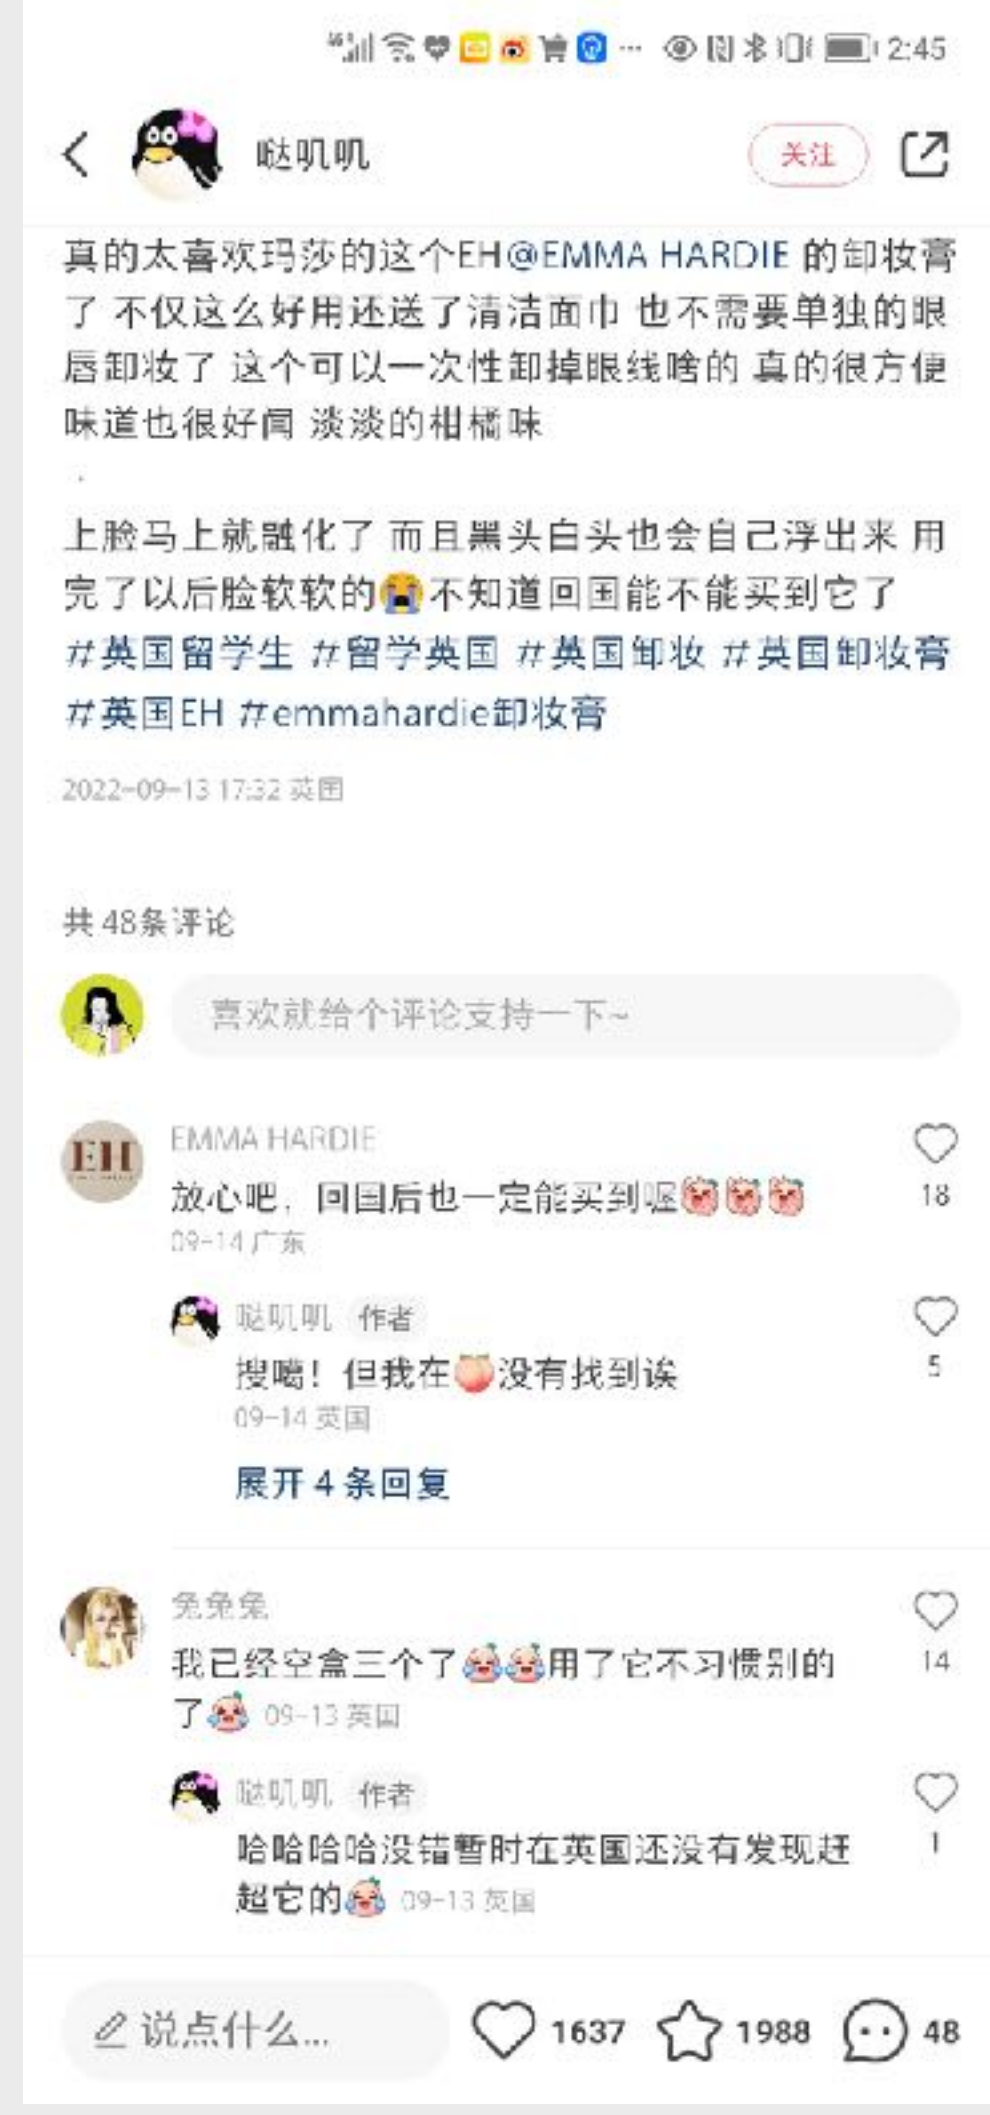 2:45
哒叽叽
关注
真的太喜欢玛莎的这个EH@EMMA HARDIE 的卸妆膏
了 不仅这么好用还送了清洁面巾 也不需要单独的眼
唇卸妆了 这个可以一次性卸掉眼线啥的 真的很方便
味道也很好闻 淡淡的柑橘味
.
上脸马上就融化了 而且黑头白头也会自己浮出来 用
完了以后脸软软的😭不知道回国能不能买到它了
#英国留学生 #留学英国 #英国卸妆 #英国卸妆膏
#英国EH #emmahardie卸妆膏
2022-09-13 17:32 英国
共 48条评论
喜欢就给个评论支持一下~
EH
EMMA HARDIE
放心吧，回国后也一定能买到喔
18
09-14 广东
哒叽叽 作者
搜噶！但我在🍑没有找到诶
5
09-14 英国
展开 4 条回复
兔兔兔
我已经空盒三个了用了它不习惯别的
14
了 09-13 英国
哒叽叽 作者
哈哈哈哈没错暂时在英国还没有发现赶
1
超它的 09-13 英国
说点什么...
1637
1988
48